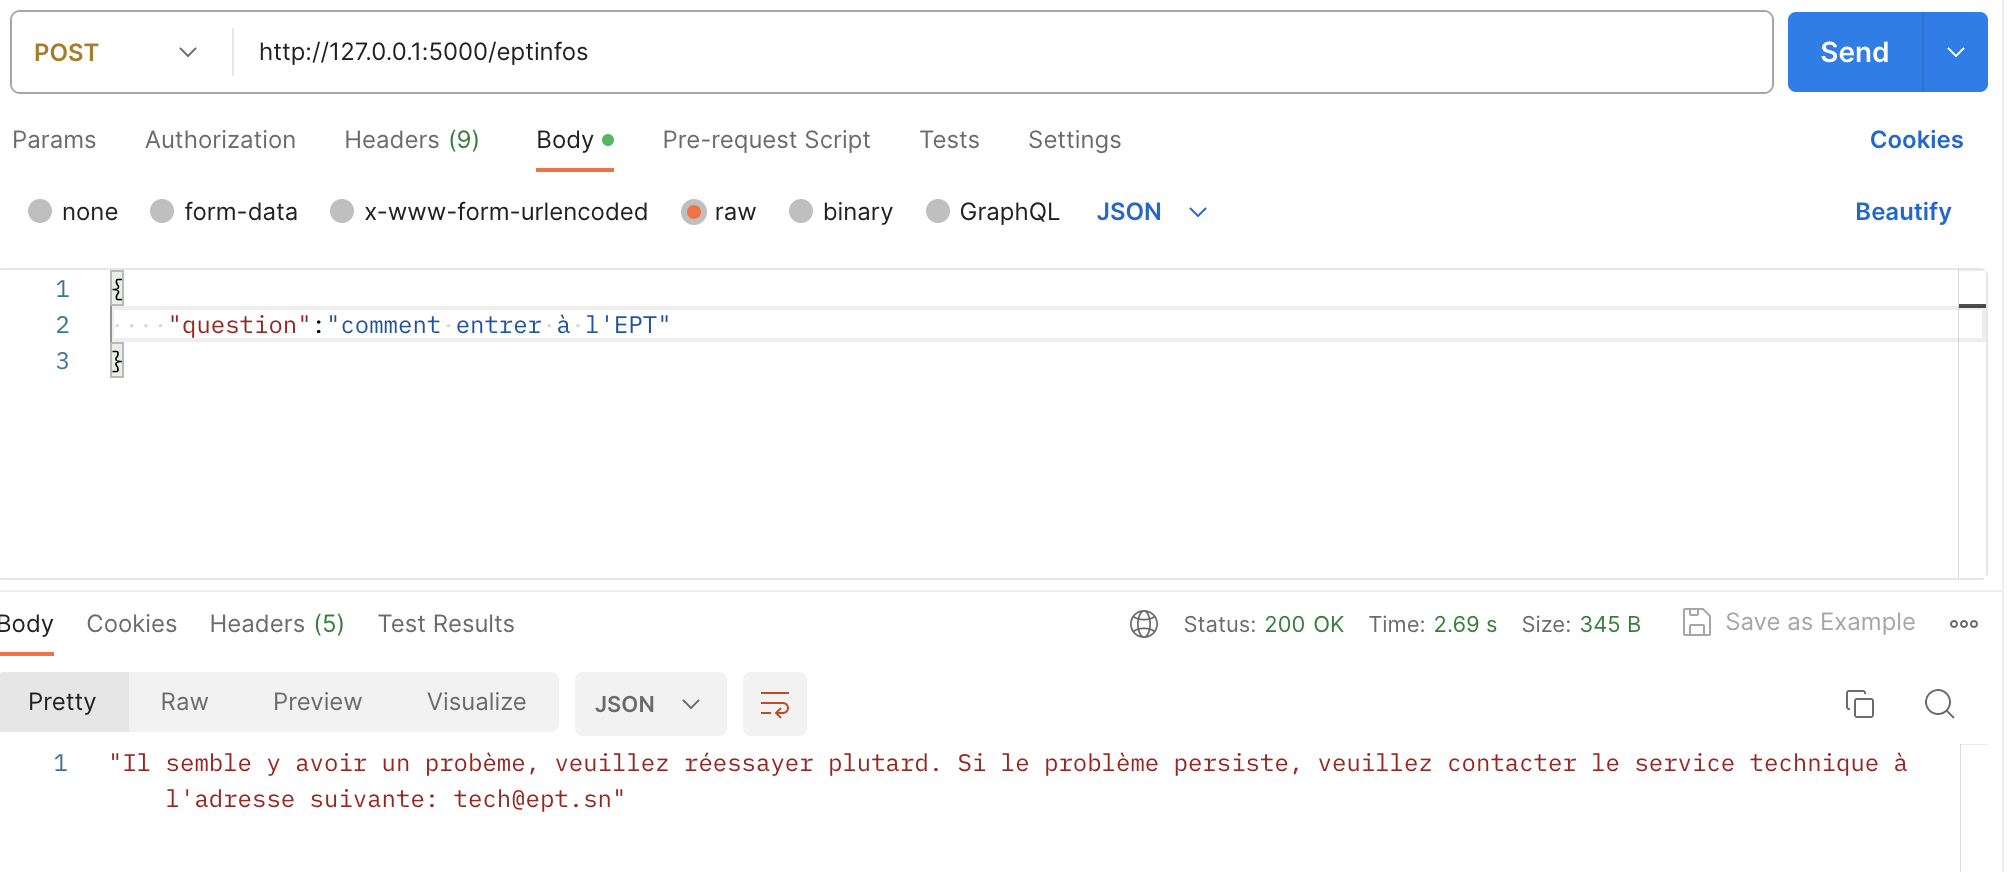 POST http://127.0.0.1:5000/eptinfos Send
Params Authorization Headers (9) Body Pre-request Script Tests Settings Cookies
none form-data x-www-form-urlencoded raw binary GraphQL JSON Beautify
1 {
2 "question":"comment entrer à l'EPT"
3 }
Body Cookies Headers (5) Test Results Status: 200 OK Time: 2.69 s Size: 345 B Save as Example
Pretty Raw Preview Visualize JSON
1 "Il semble y avoir un probème, veuillez réessayer plutard. Si le problème persiste, veuillez contacter le service technique à
l'adresse suivante: tech@ept.sn"